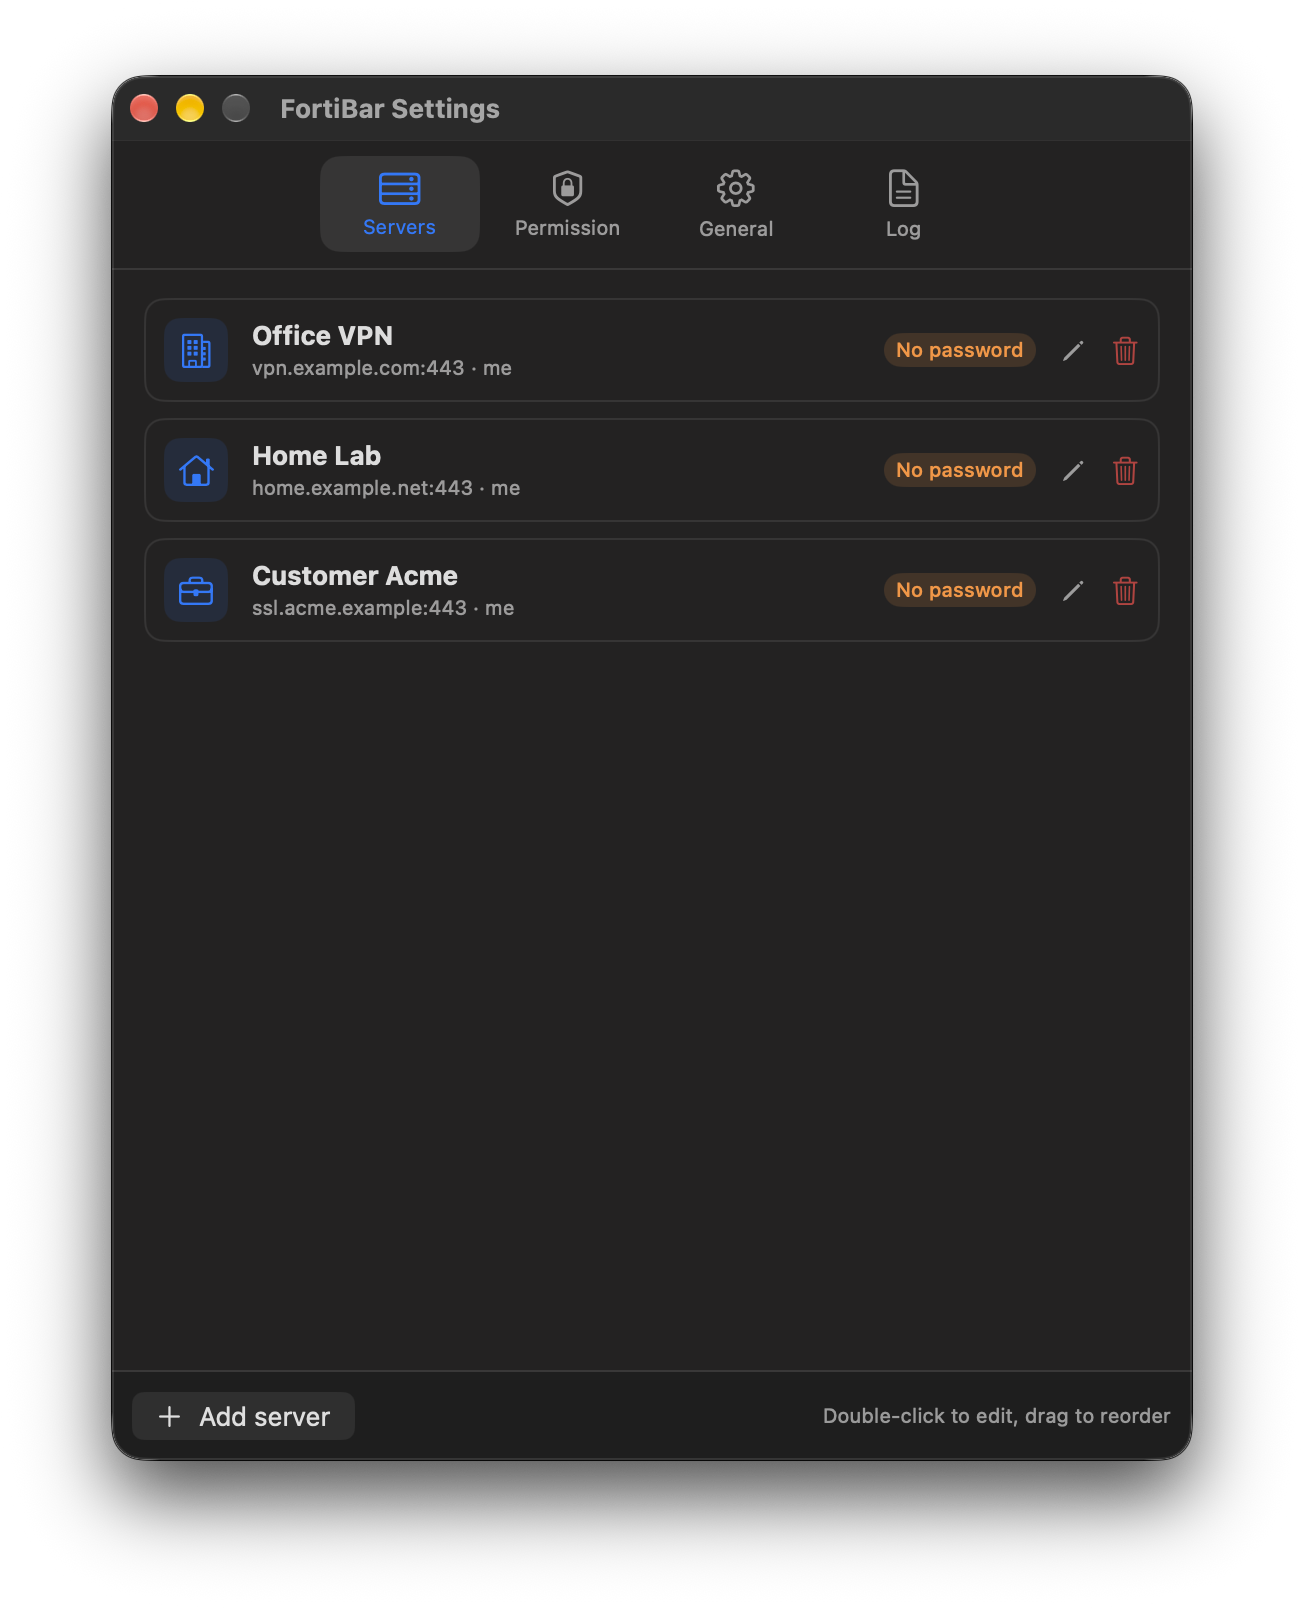 FortiBar Settings
Servers
Permission
General
Log
Office VPN
vpn.example.com:443 · me
No password
Home Lab
home.example.net:443 · me
No password
Customer Acme
ssl.acme.example:443 · me
No password
Add server
Double-click to edit, drag to reorder